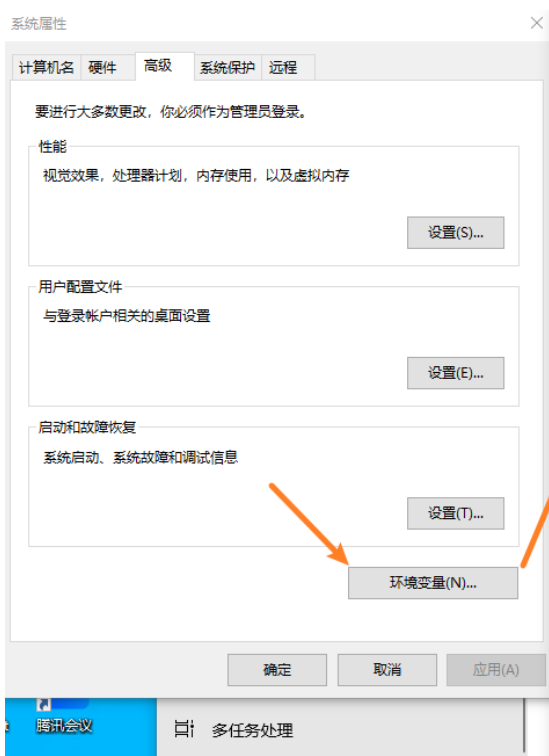 系统属性
计算机名 硬件 高级 系统保护 远程
要进行大多数更改，你必须作为管理员登录。
性能
视觉效果，处理器计划，内存使用，以及虚拟内存
设置(S)...
用户配置文件
与登录帐户相关的桌面设置
设置(E)...
启动和故障恢复
系统启动、系统故障和调试信息
设置(T)...
环境变量(N)...
确定 取消 应用(A)
腾讯会议
多任务处理